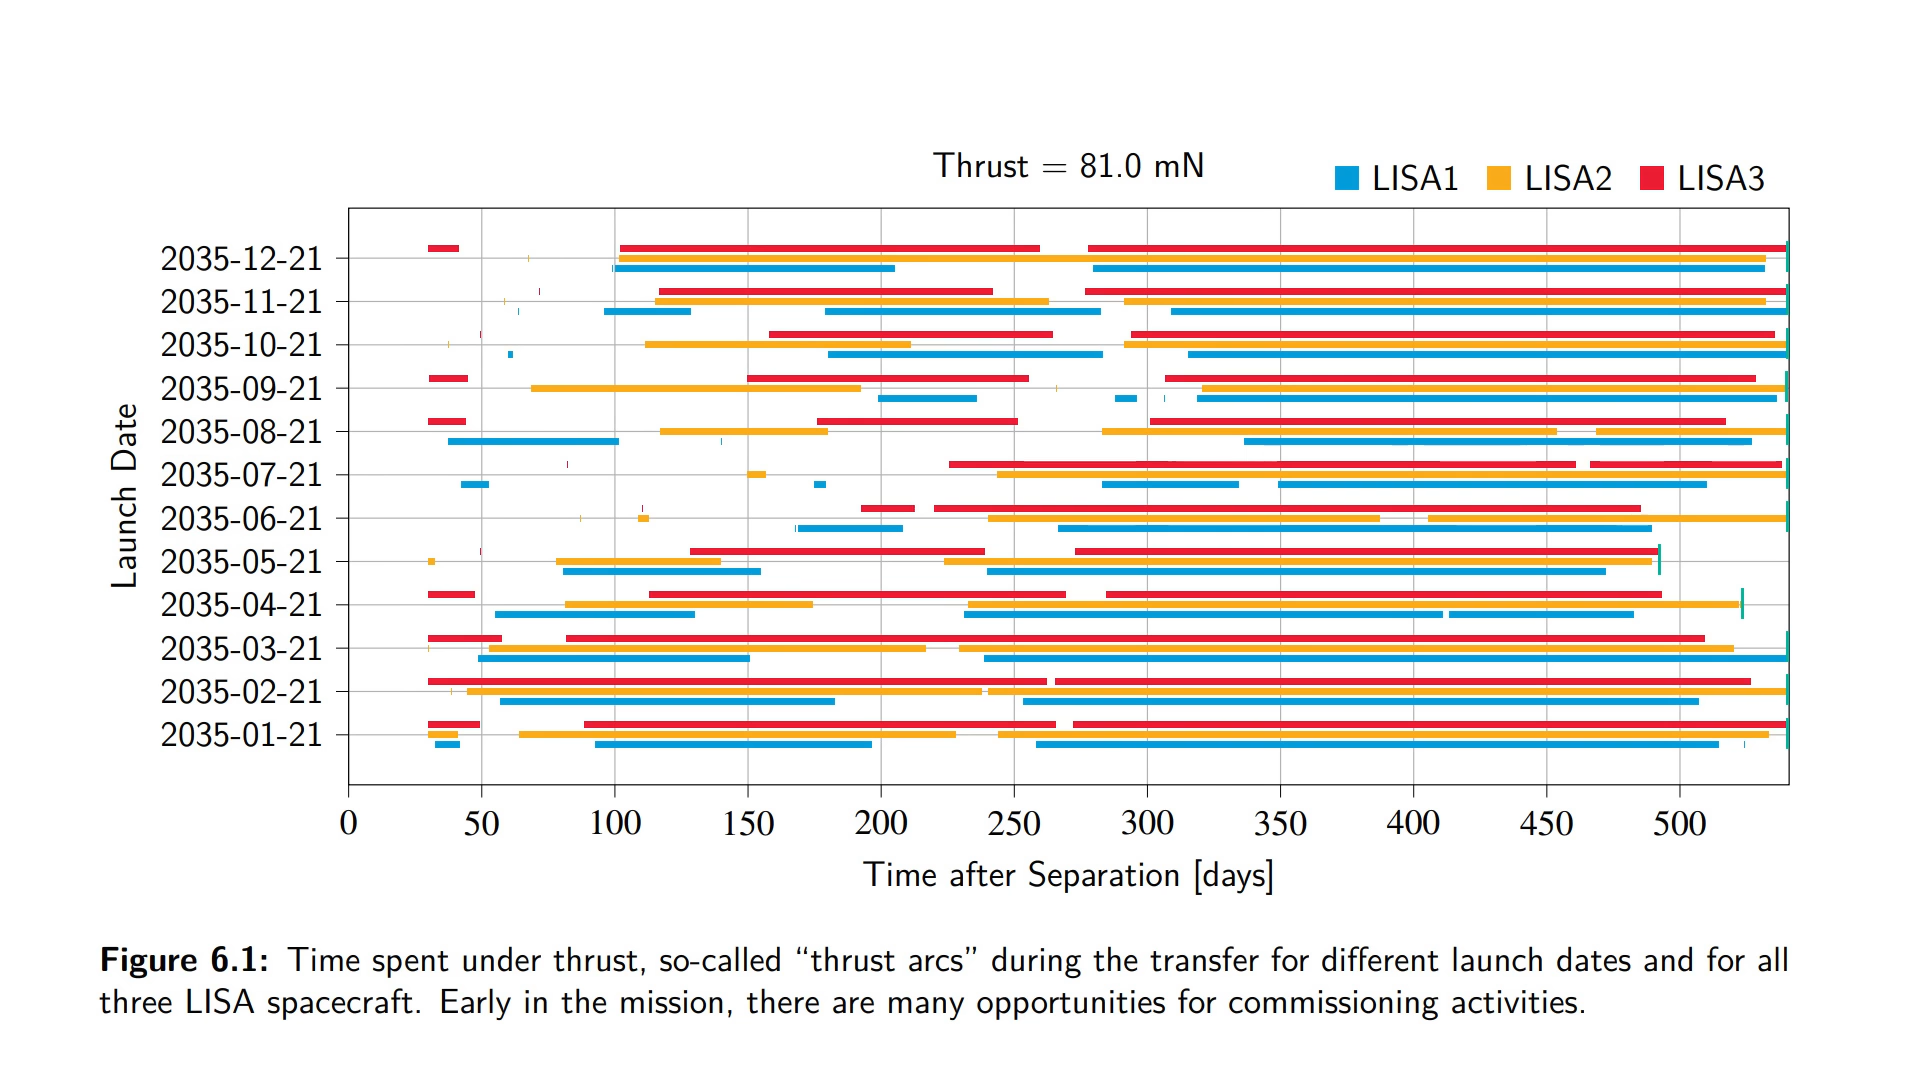 Thrust = 81.0 mN
LISA1 LISA2 LISA3
2035-12-21
2035-11-21
2035-10-21
2035-09-21
2035-08-21
2035-07-21
2035-06-21
2035-05-21
2035-04-21
2035-03-21
2035-02-21
2035-01-21
Launch Date
0 50 100 150 200 250 300 350 400 450 500
Time after Separation [days]
Figure 6.1: Time spent under thrust, so-called “thrust arcs” during the transfer for different launch dates and for all
three LISA spacecraft. Early in the mission, there are many opportunities for commissioning activities.